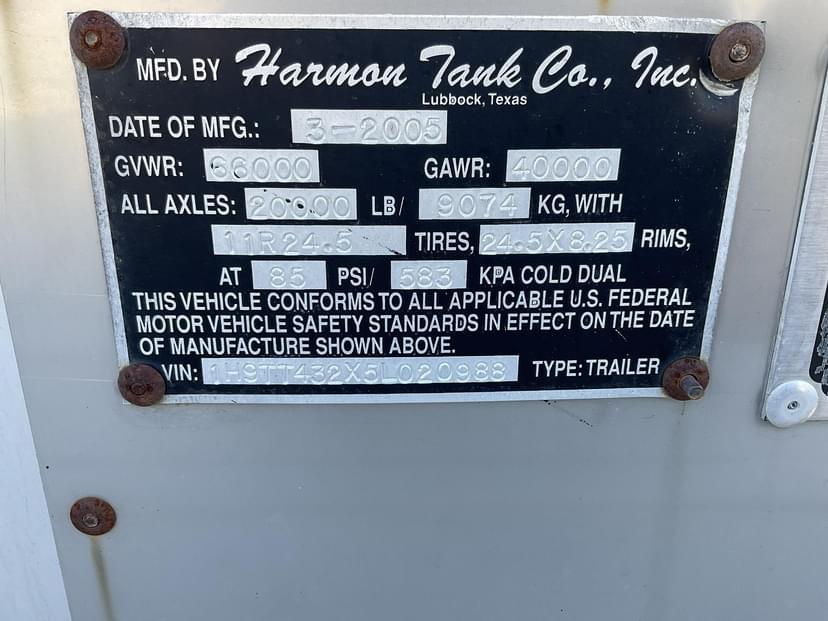 MFD. BY Harmon Tank Co., Inc.
Lubbock, Texas
DATE OF MFG.: 3-2005
GVWR: 66000 GAWR: 40000
ALL AXLES: 20000 LB/ 9074 KG, WITH
11R24.5 TIRES, 24.5X8.25 RIMS,
AT 85 PSI/ 583 KPA COLD DUAL
THIS VEHICLE CONFORMS TO ALL APPLICABLE U.S. FEDERAL
MOTOR VEHICLE SAFETY STANDARDS IN EFFECT ON THE DATE
OF MANUFACTURE SHOWN ABOVE.
VIN: 1H9TT432X5L020988 TYPE: TRAILER